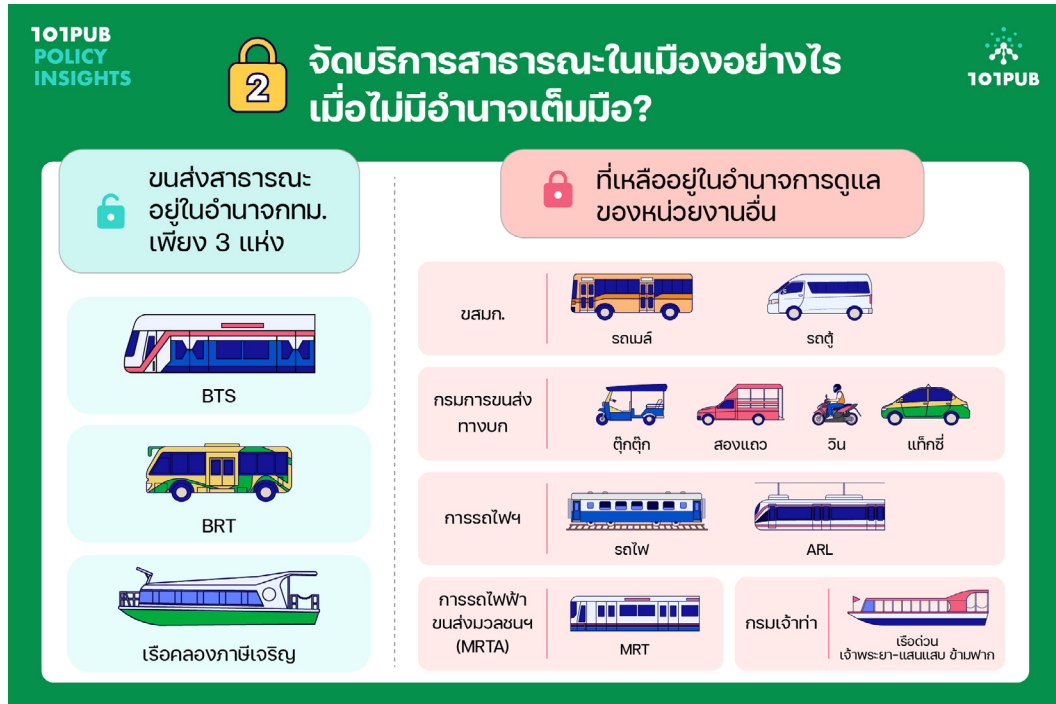 101PUB
POLICY
INSIGHTS
2
จัดบริการสาธารณะในเมืองอย่างไร
เมื่อไม่มีอำนาจเต็มมือ?
101PUB
ขนส่งสาธารณะ
อยู่ในอำนาจกทม.
เพียง 3 แห่ง
BTS
BRT
เรือคลองภาษีเจริญ
ที่เหลืออยู่ในอำนาจการดูแล
ของหน่วยงานอื่น
ขสมก.
รถเมล์
รถตู้
กรมการขนส่ง
ทางบก
ตุ๊กตุ๊ก
สองแถว
วิน
แท็กซี่
การรถไฟฯ
รถไฟ
ARL
การรถไฟฟ้า
ขนส่งมวลชนฯ
(MRTA)
MRT
กรมเจ้าท่า
เรือด่วน
เจ้าพระยา-แสนแสบ ข้ามฟาก